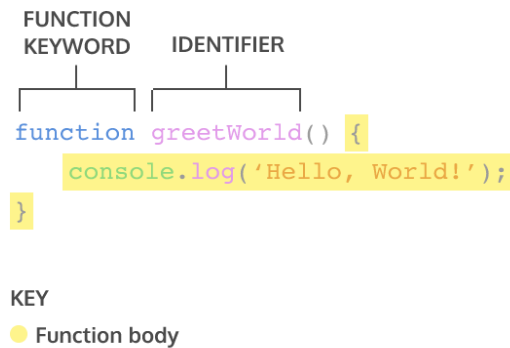 FUNCTION
KEYWORD
IDENTIFIER
function greetWorld() {
console.log(‘Hello, World!’);
}
KEY
Function body